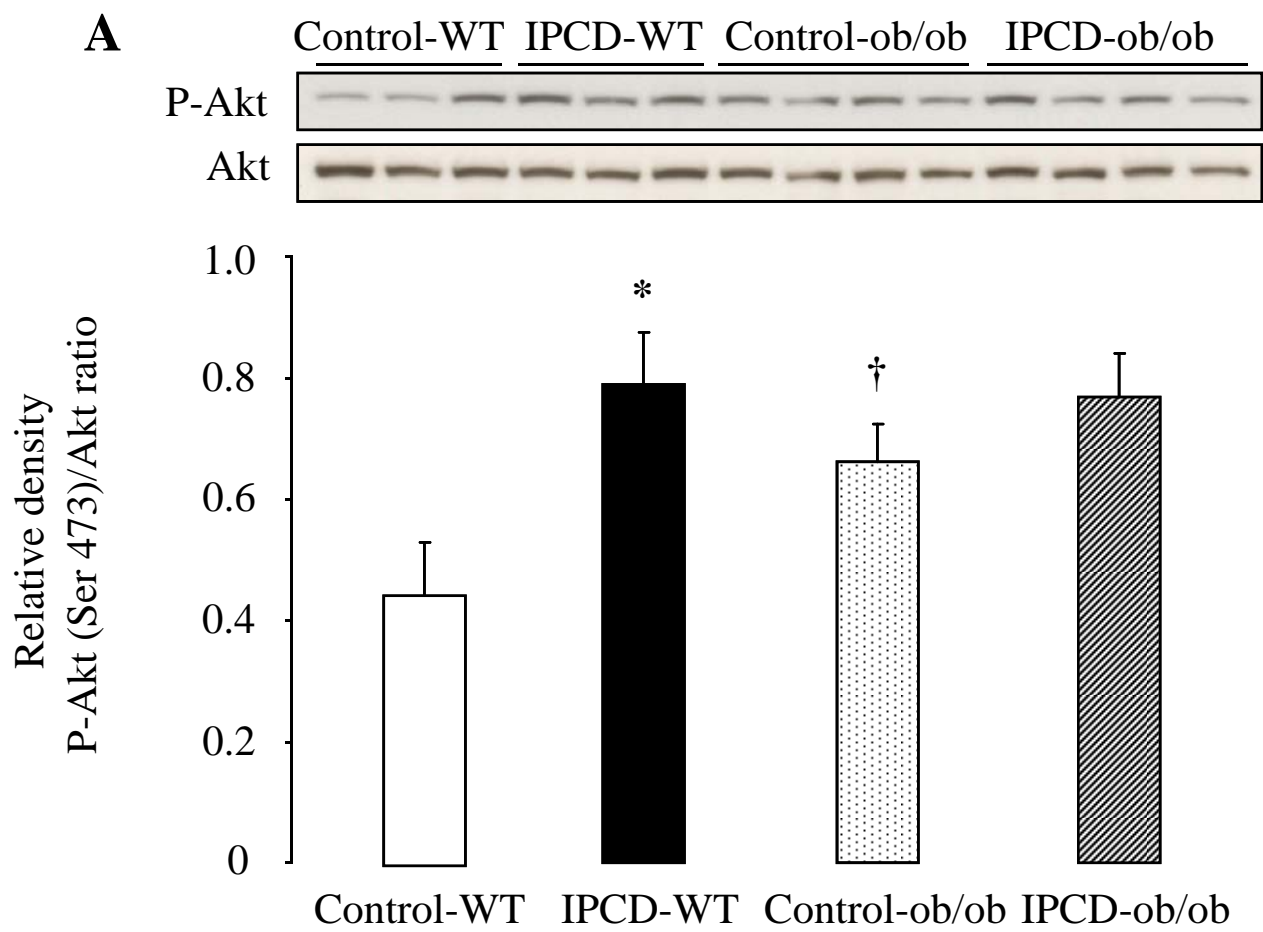 A
Control-WT IPCD-WT Control-ob/ob IPCD-ob/ob
P-Akt
Akt
Relative density
P-Akt (Ser 473)/Akt ratio
1.0
*
0.8
†
0.6
0.4
0.2
0
Control-WT IPCD-WT Control-ob/ob IPCD-ob/ob